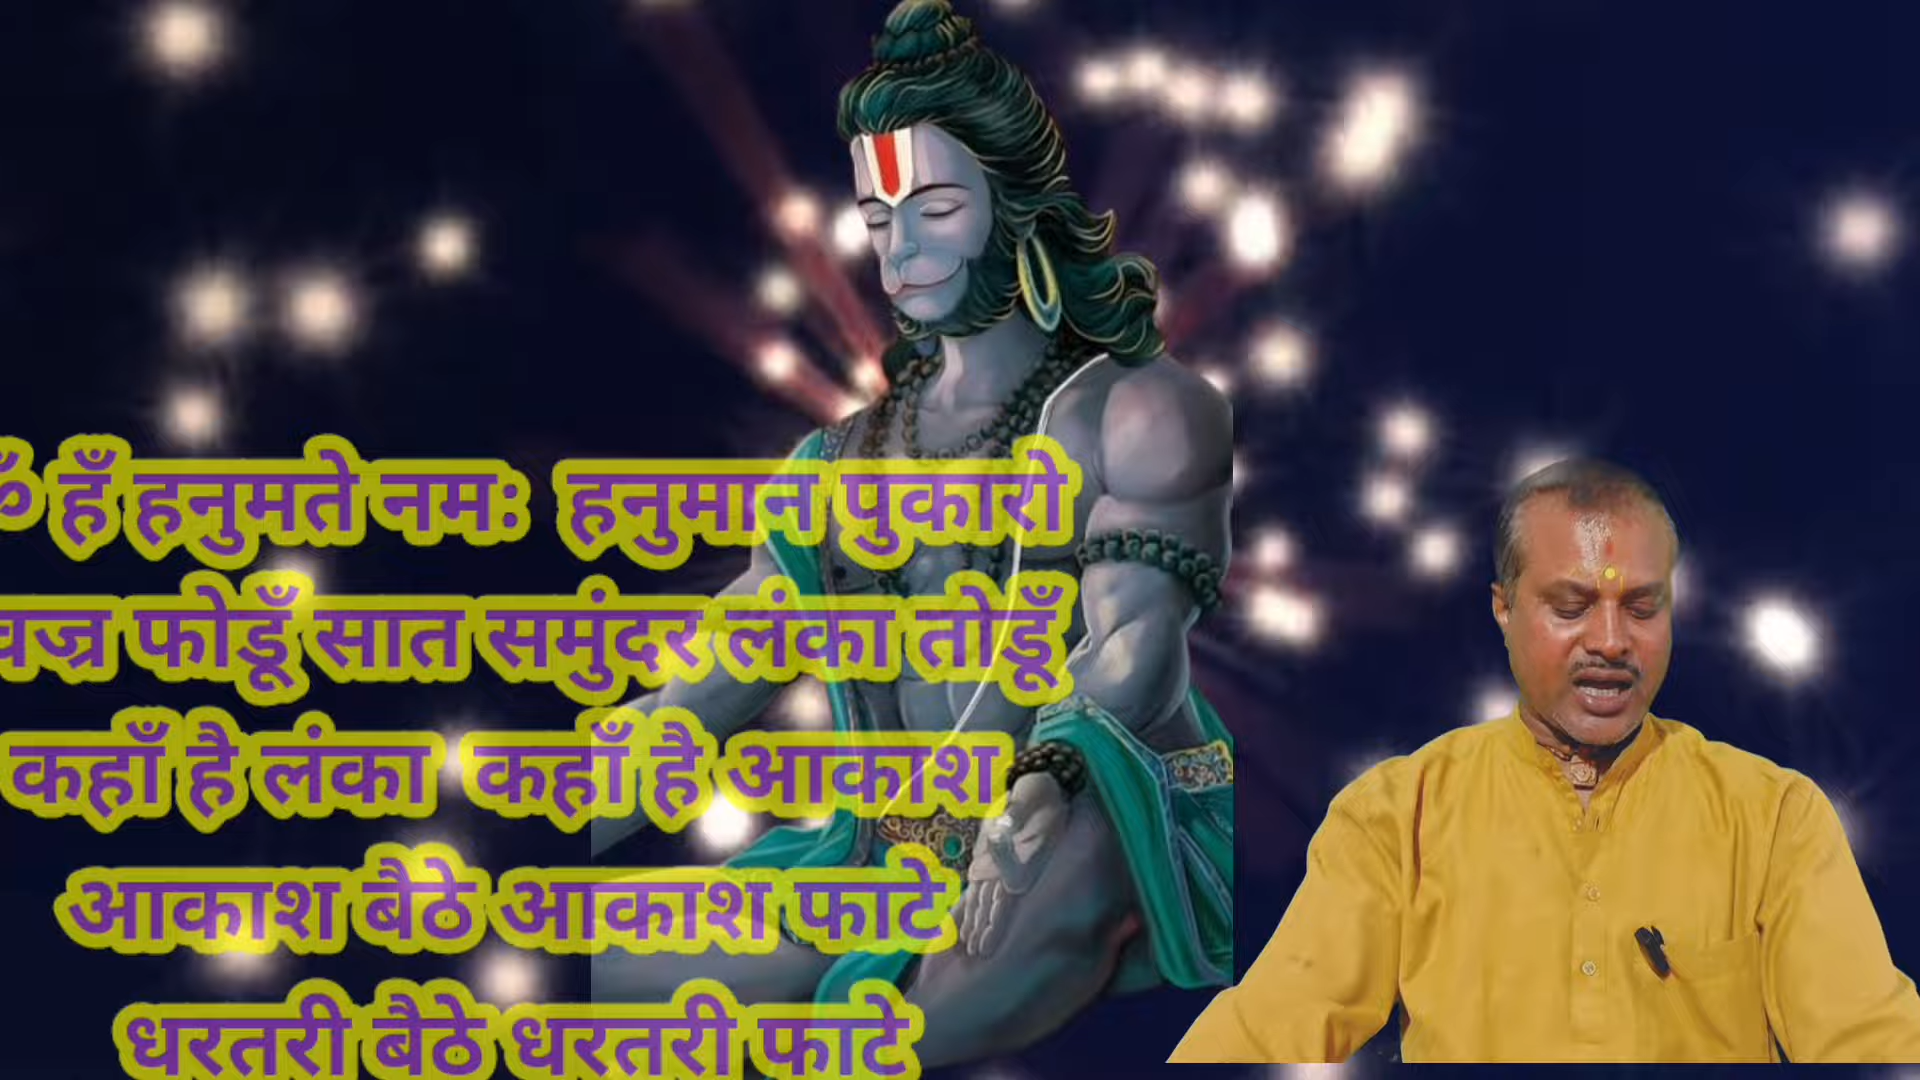 ॐ हँ हनुमते नमः हनुमान पुकारो
वज्र फोडूँ सात समुंदर लंका तोडूँ
कहाँ है लंका कहाँ है आकाश
आकाश बैठे आकाश फाटे
धरतरी बैठे धरतरी फाटे